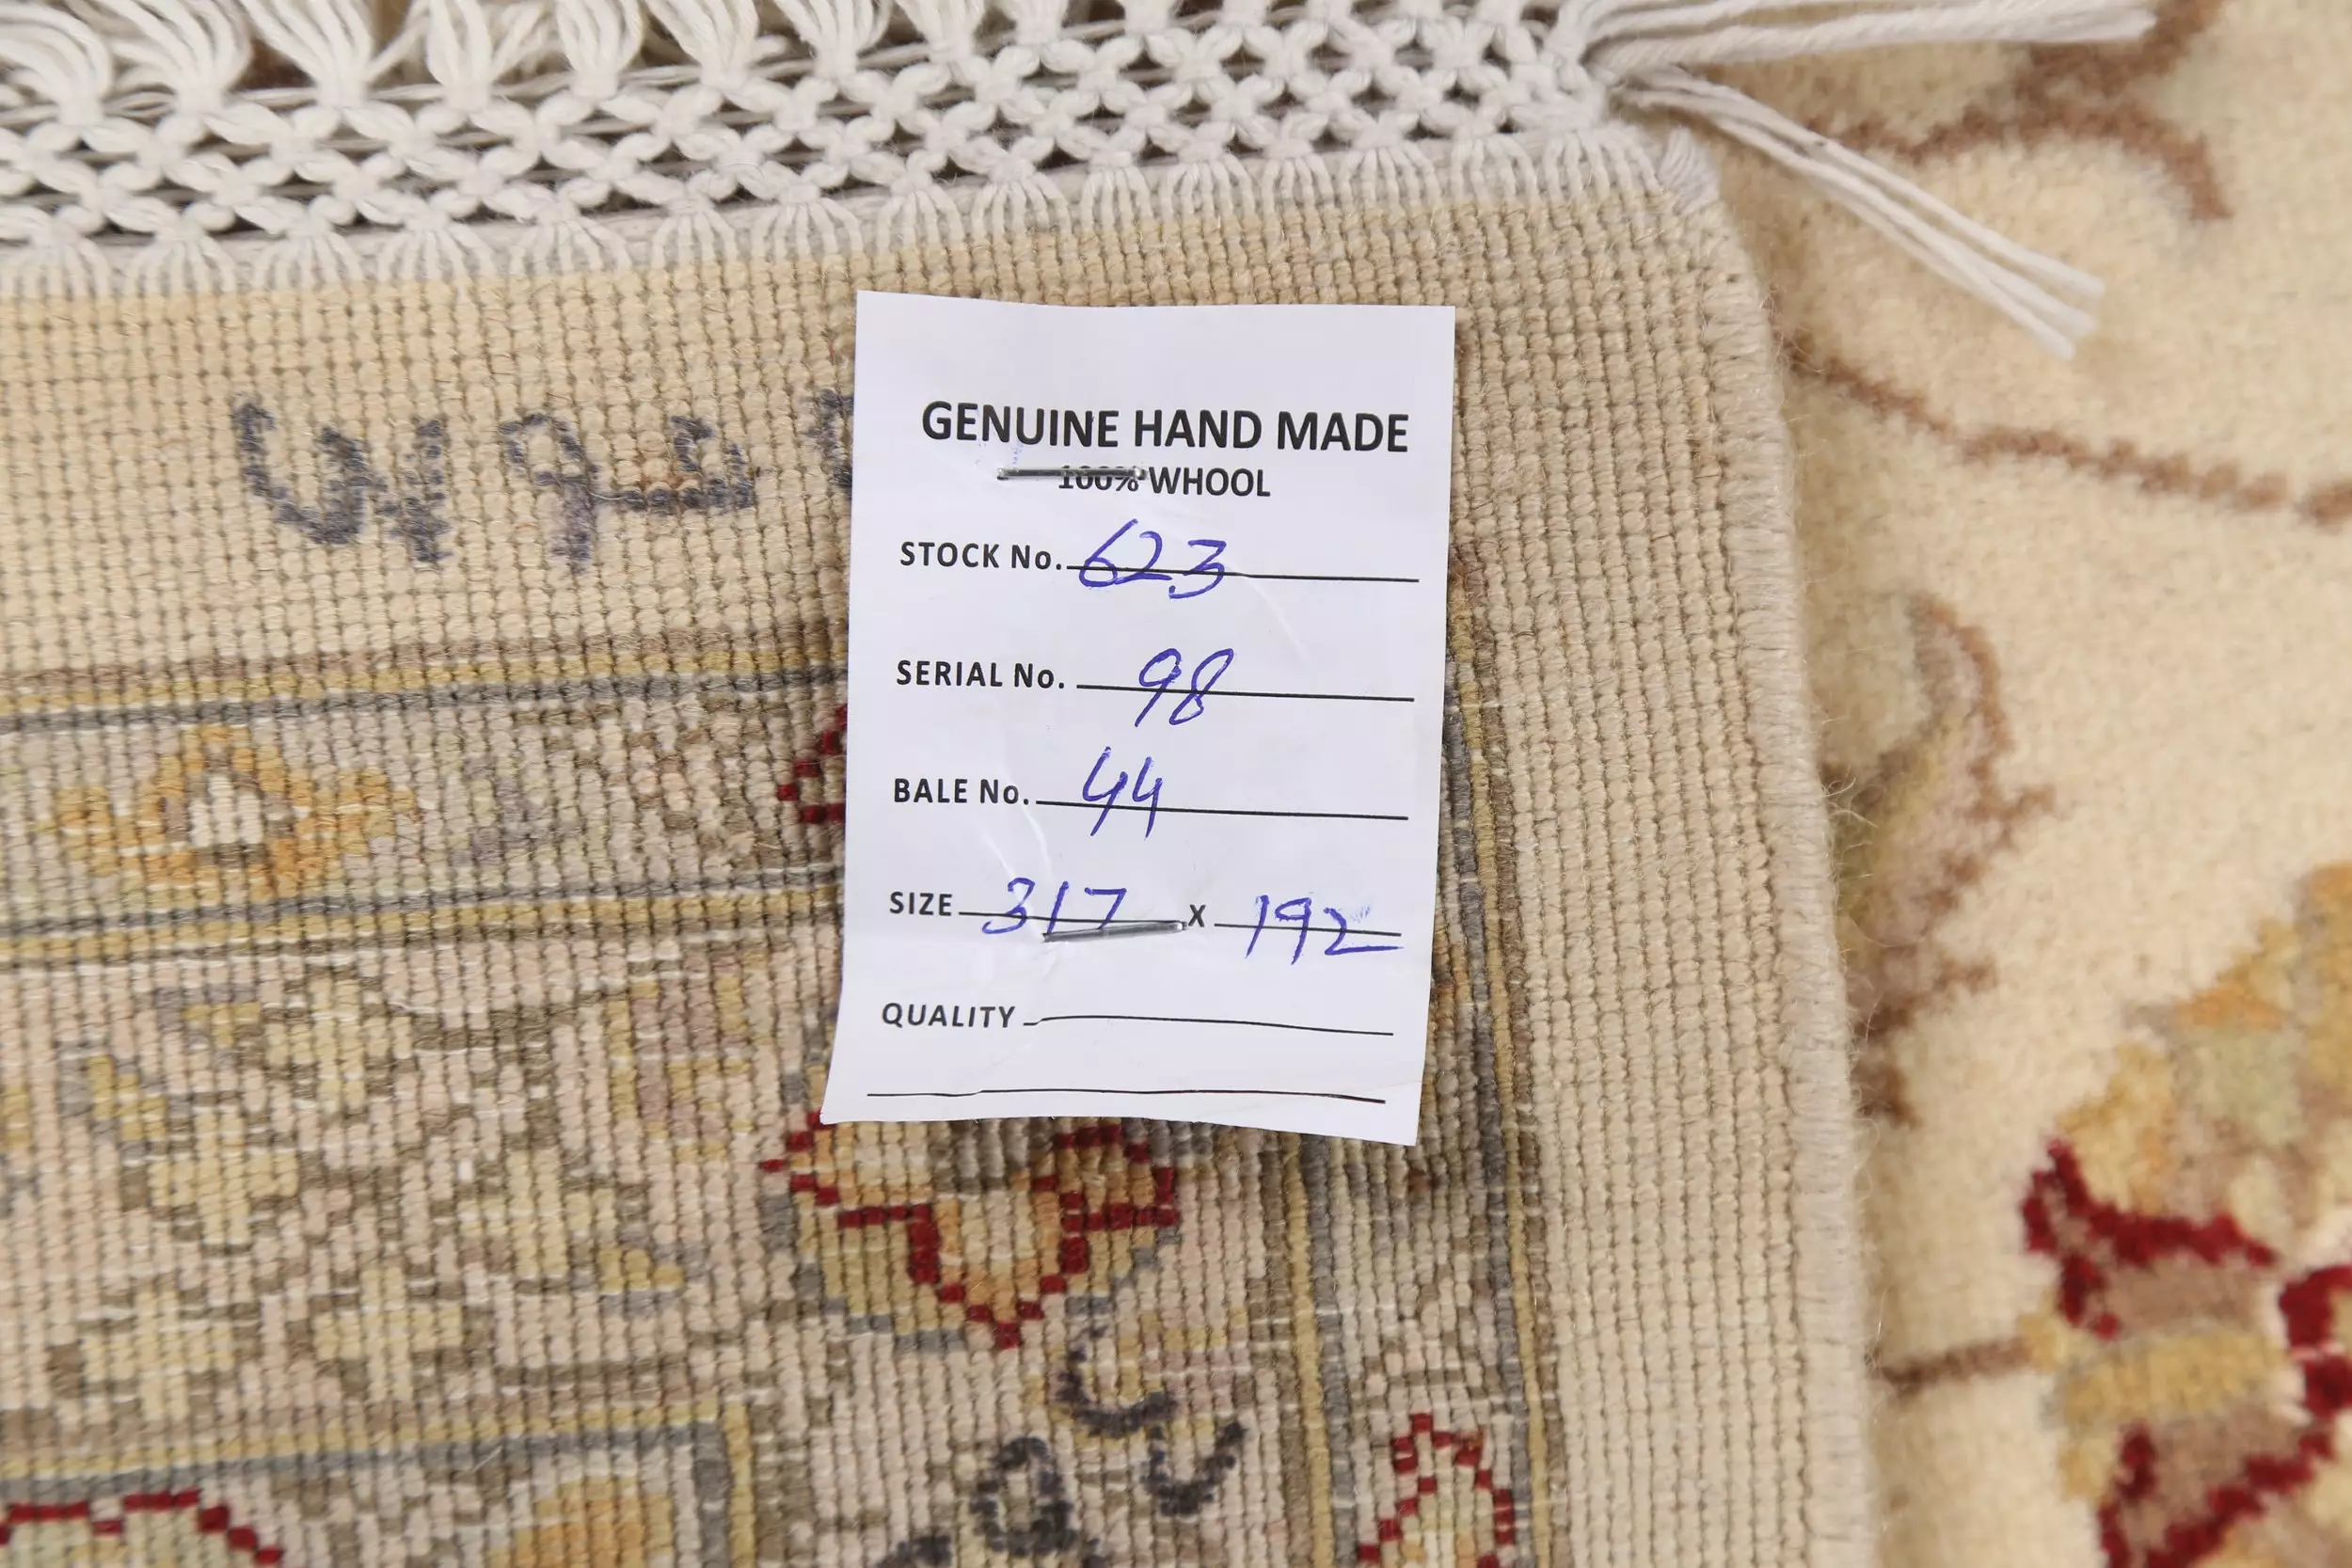 GENUINE HAND MADE
100% WHOOL
STOCK No. 623
SERIAL No. 98
BALE No. 44
SIZE 317 x 192
QUALITY